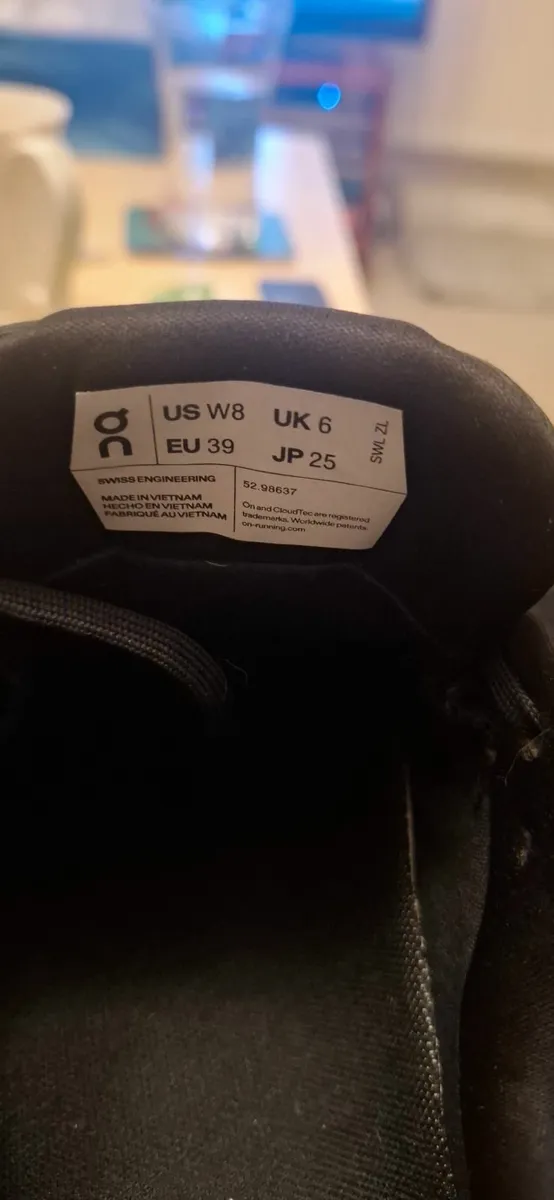 on
US W8 UK 6
EU 39 JP 25
SWL ZL
SWISS ENGINEERING
MADE IN VIETNAM
HECHO EN VIETNAM
FABRIQUÉ AU VIETNAM
52.98637
On and CloudTec are registered
trademarks. Worldwide patents:
on-running.com